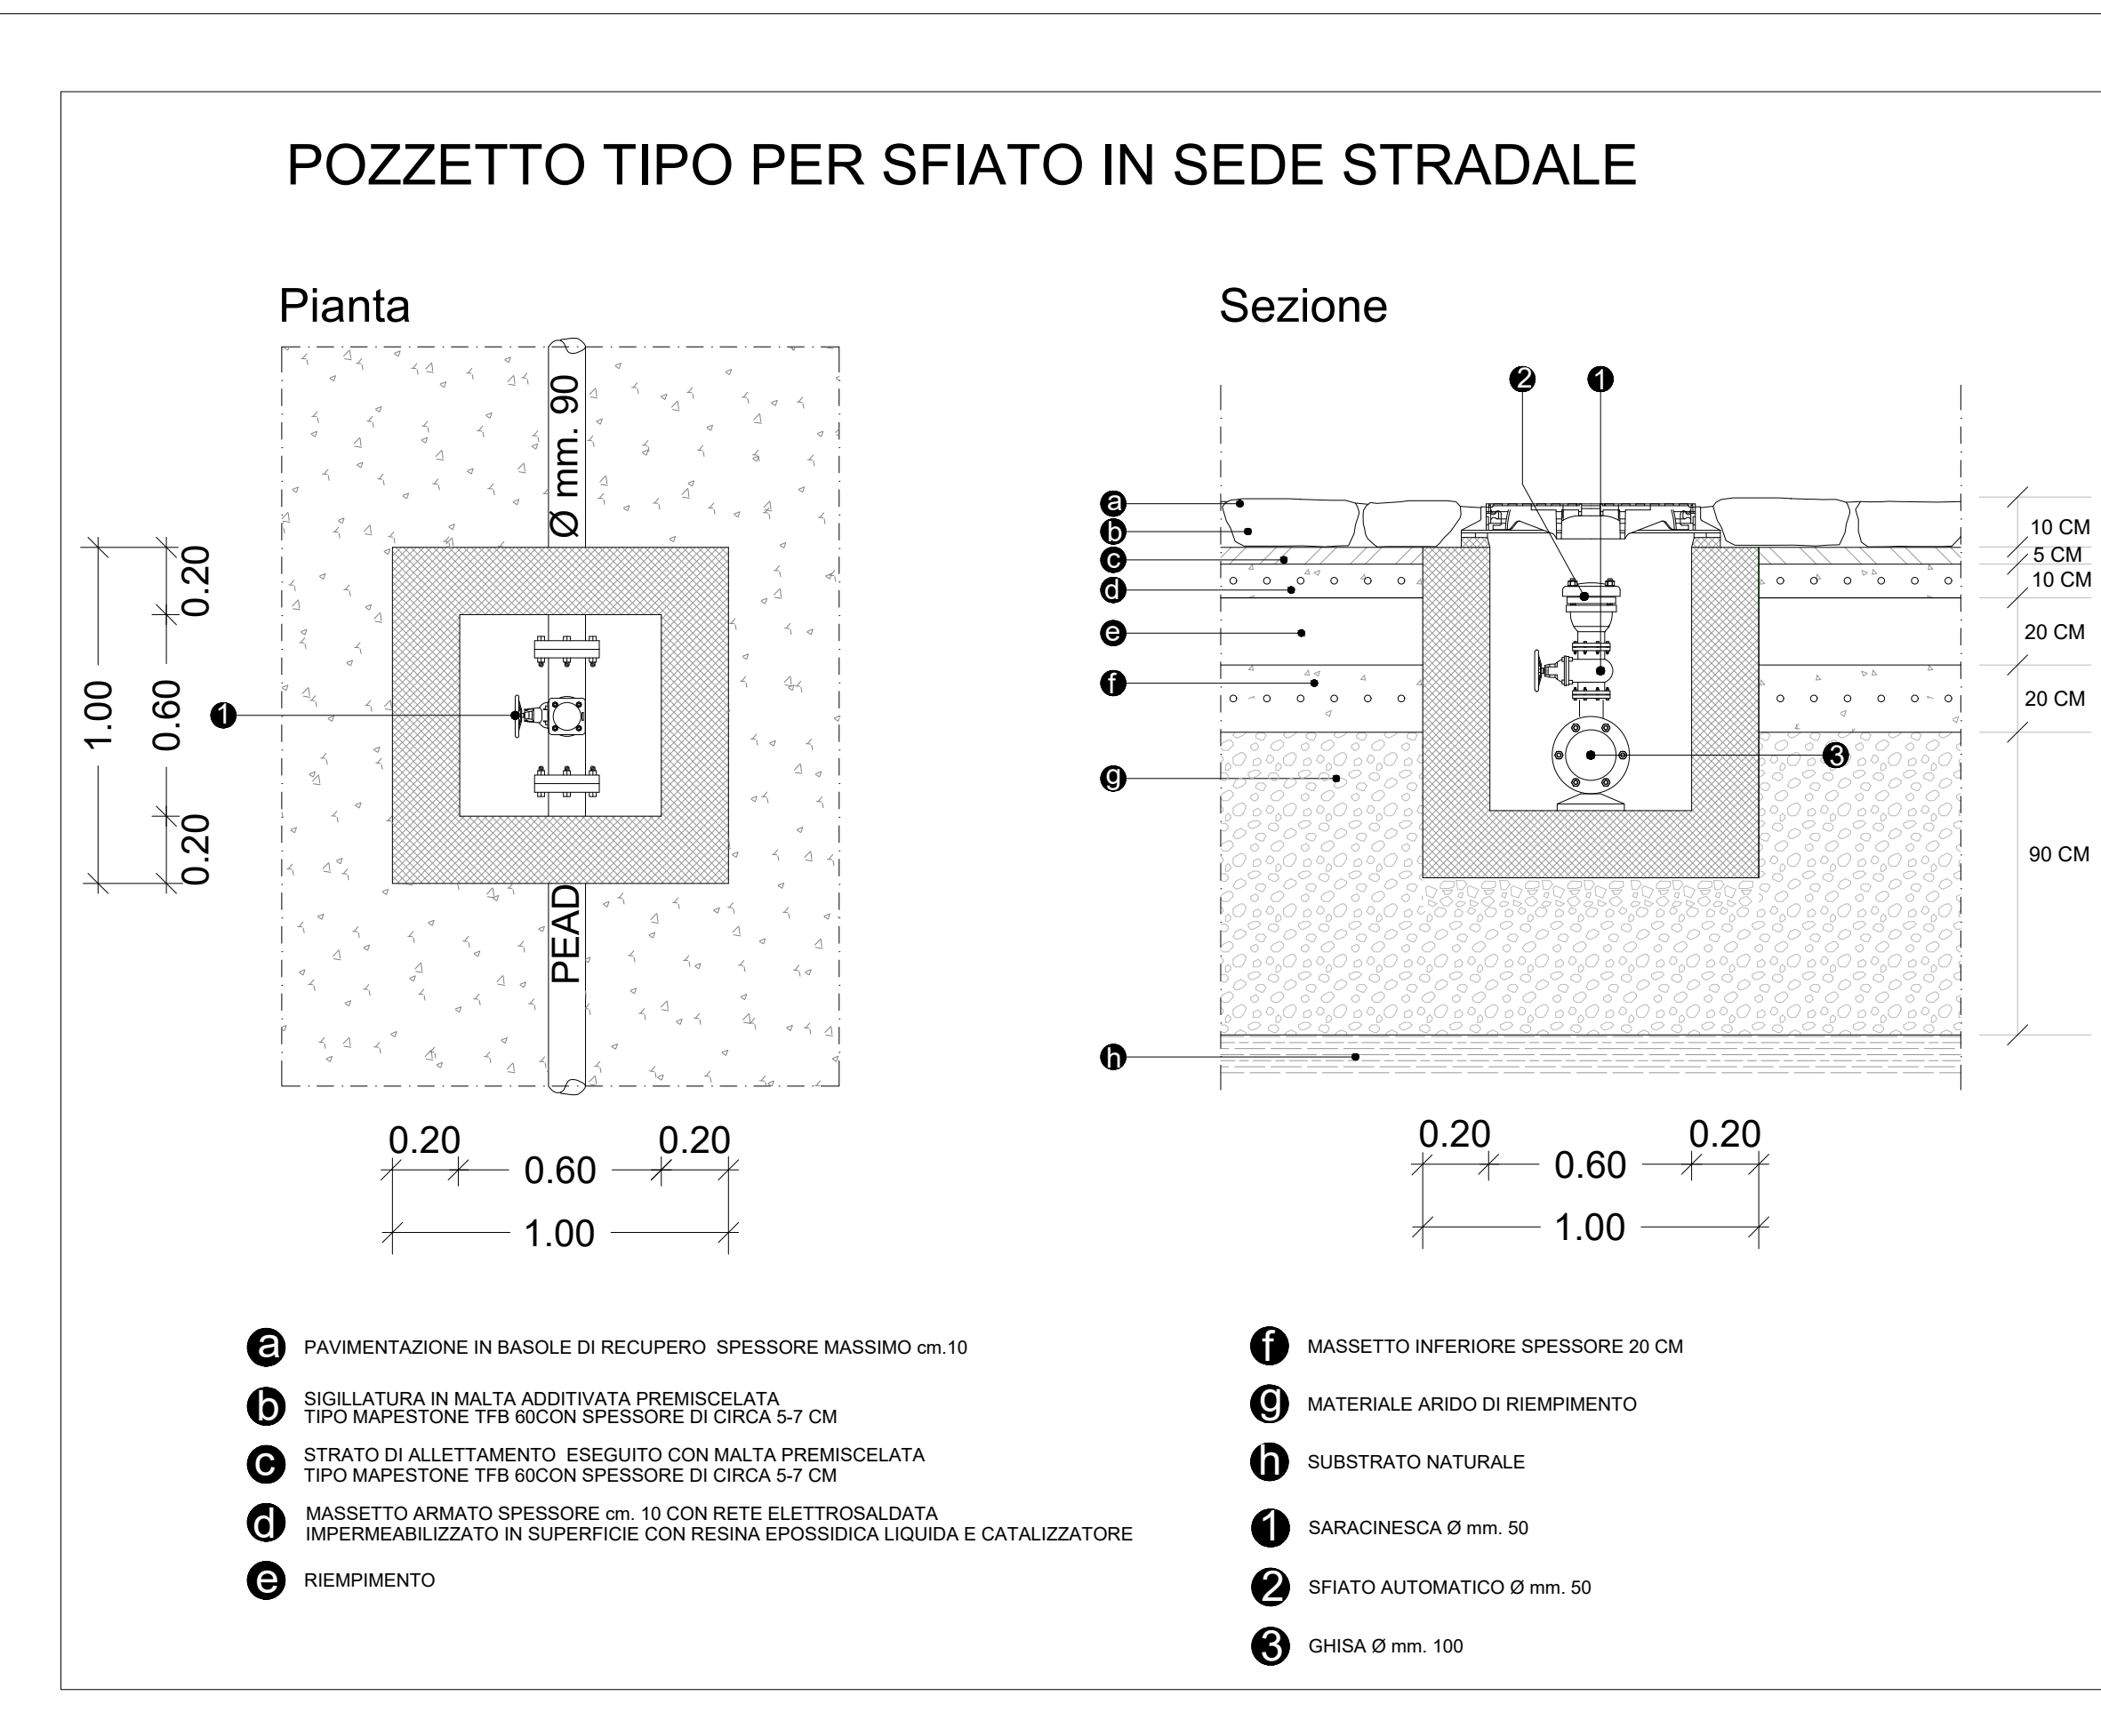 POZZETTO TIPO PER SFIATO IN SEDE STRADALE
Pianta
Ø mm. 90
PEAD
1
0.20
0.60
0.20
1.00
0.20
0.60
0.20
1.00
Sezione
2
1
a
b
c
d
e
f
g
h
3
10 CM
5 CM
10 CM
20 CM
20 CM
90 CM
0.20
0.60
0.20
1.00
a PAVIMENTAZIONE IN BASOLE DI RECUPERO SPESSORE MASSIMO cm.10
b SIGILLATURA IN MALTA ADDITIVATA PREMISCELATA
TIPO MAPESTONE TFB 60CON SPESSORE DI CIRCA 5-7 CM
c STRATO DI ALLETTAMENTO ESEGUITO CON MALTA PREMISCELATA
TIPO MAPESTONE TFB 60CON SPESSORE DI CIRCA 5-7 CM
d MASSETTO ARMATO SPESSORE cm. 10 CON RETE ELETTROSALDATA
IMPERMEABILIZZATO IN SUPERFICIE CON RESINA EPOSSIDICA LIQUIDA E CATALIZZATORE
e RIEMPIMENTO
f MASSETTO INFERIORE SPESSORE 20 CM
g MATERIALE ARIDO DI RIEMPIMENTO
h SUBSTRATO NATURALE
1 SARACINESCA Ø mm. 50
2 SFIATO AUTOMATICO Ø mm. 50
3 GHISA Ø mm. 100